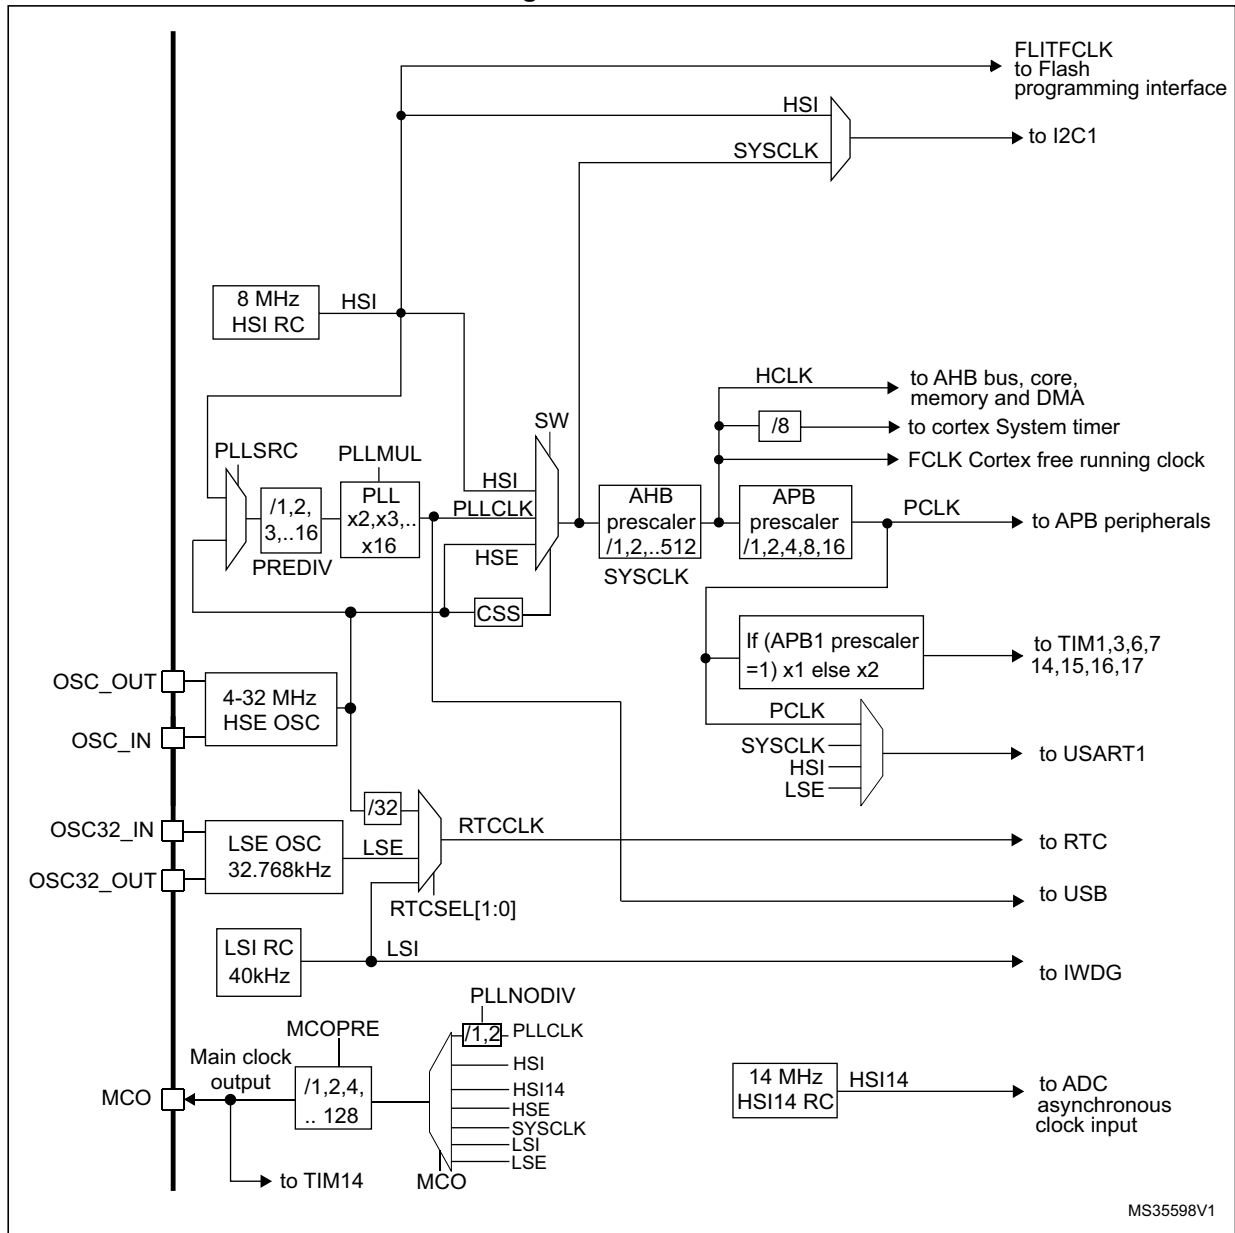 FLITFCLK
to Flash
programming interface
HSI
to I2C1
SYSCLK
8 MHz
HSI RC
HSI
HCLK
to AHB bus, core,
memory and DMA
/8
to cortex System timer
FCLK Cortex free running clock
SW
PLLSRC
PLLMUL
/1,2,
3,..16
PREDIV
PLL
x2,x3,..
x16
HSI
PLLCLK
HSE
AHB
prescaler
/1,2,..512
SYSCLK
APB
prescaler
/1,2,4,8,16
PCLK
to APB peripherals
CSS
If (APB1 prescaler
=1) x1 else x2
to TIM1,3,6,7
14,15,16,17
OSC_OUT
OSC_IN
4-32 MHz
HSE OSC
PCLK
SYSCLK
HSI
LSE
to USART1
/32
OSC32_IN
OSC32_OUT
LSE OSC
32.768kHz
LSE
RTCCLK
to RTC
RTCSEL[1:0]
to USB
LSI RC
40kHz
LSI
to IWDG
PLLNODIV
/1,2
PLLCLK
HSI
HSI14
HSE
SYSCLK
LSI
LSE
MCO
MCOPRE
/1,2,4,
.. 128
Main clock
output
MCO
to TIM14
14 MHz
HSI14 RC
HSI14
to ADC
asynchronous
clock input
MS35598V1